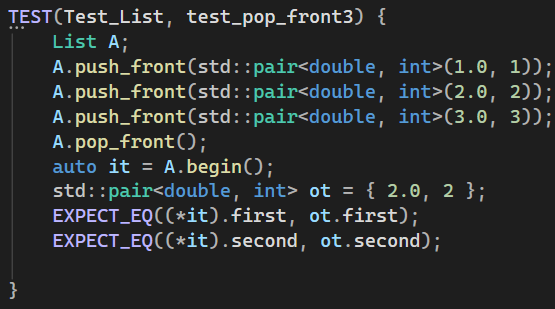 TEST(Test_List, test_pop_front3) {
    List A;
    A.push_front(std::pair<double, int>(1.0, 1));
    A.push_front(std::pair<double, int>(2.0, 2));
    A.push_front(std::pair<double, int>(3.0, 3));
    A.pop_front();
    auto it = A.begin();
    std::pair<double, int> ot = { 2.0, 2 };
    EXPECT_EQ((*it).first, ot.first);
    EXPECT_EQ((*it).second, ot.second);
}